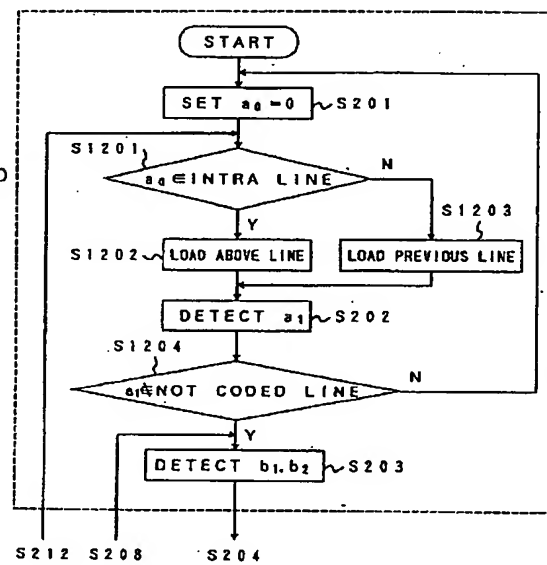 START
SET a₀=0 S201
S1201
a₀∈INTRA LINE N
S1203
Y
S1202 LOAD ABOVE LINE LOAD PREVIOUS LINE
DETECT a₁ S202
S1204
a₁∉NOT CODED LINE N
Y
DETECT b₁.b₂ S203
S212 S208 S204